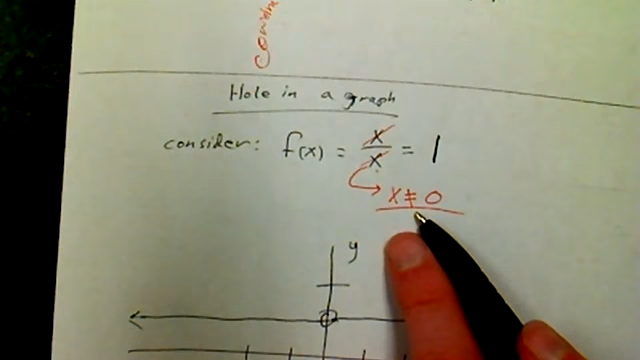 Hole in a graph
consider: f(x) = x/x = 1
x ≠ 0
y